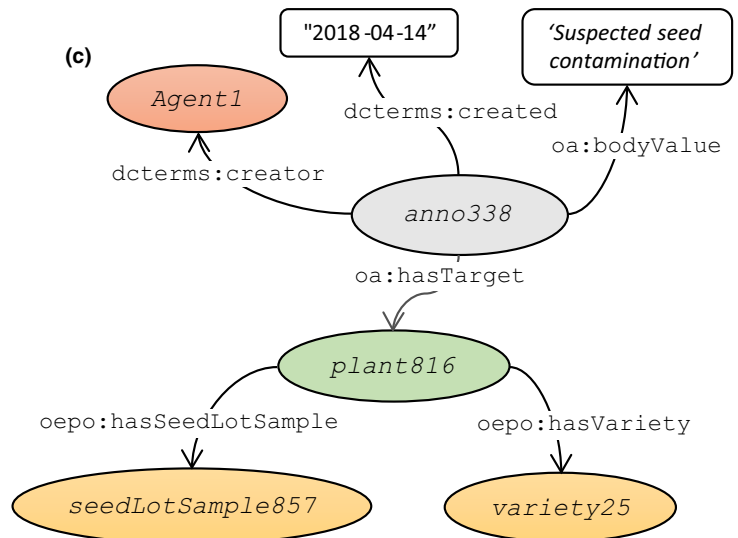 (c)
"2018-04-14”
‘Suspected seed
contamination’
Agent1
dcterms:created
oa:bodyValue
dcterms:creator
anno338
oa:hasTarget
plant816
oepo:hasSeedLotSample
oepo:hasVariety
seedLotSample857
variety25